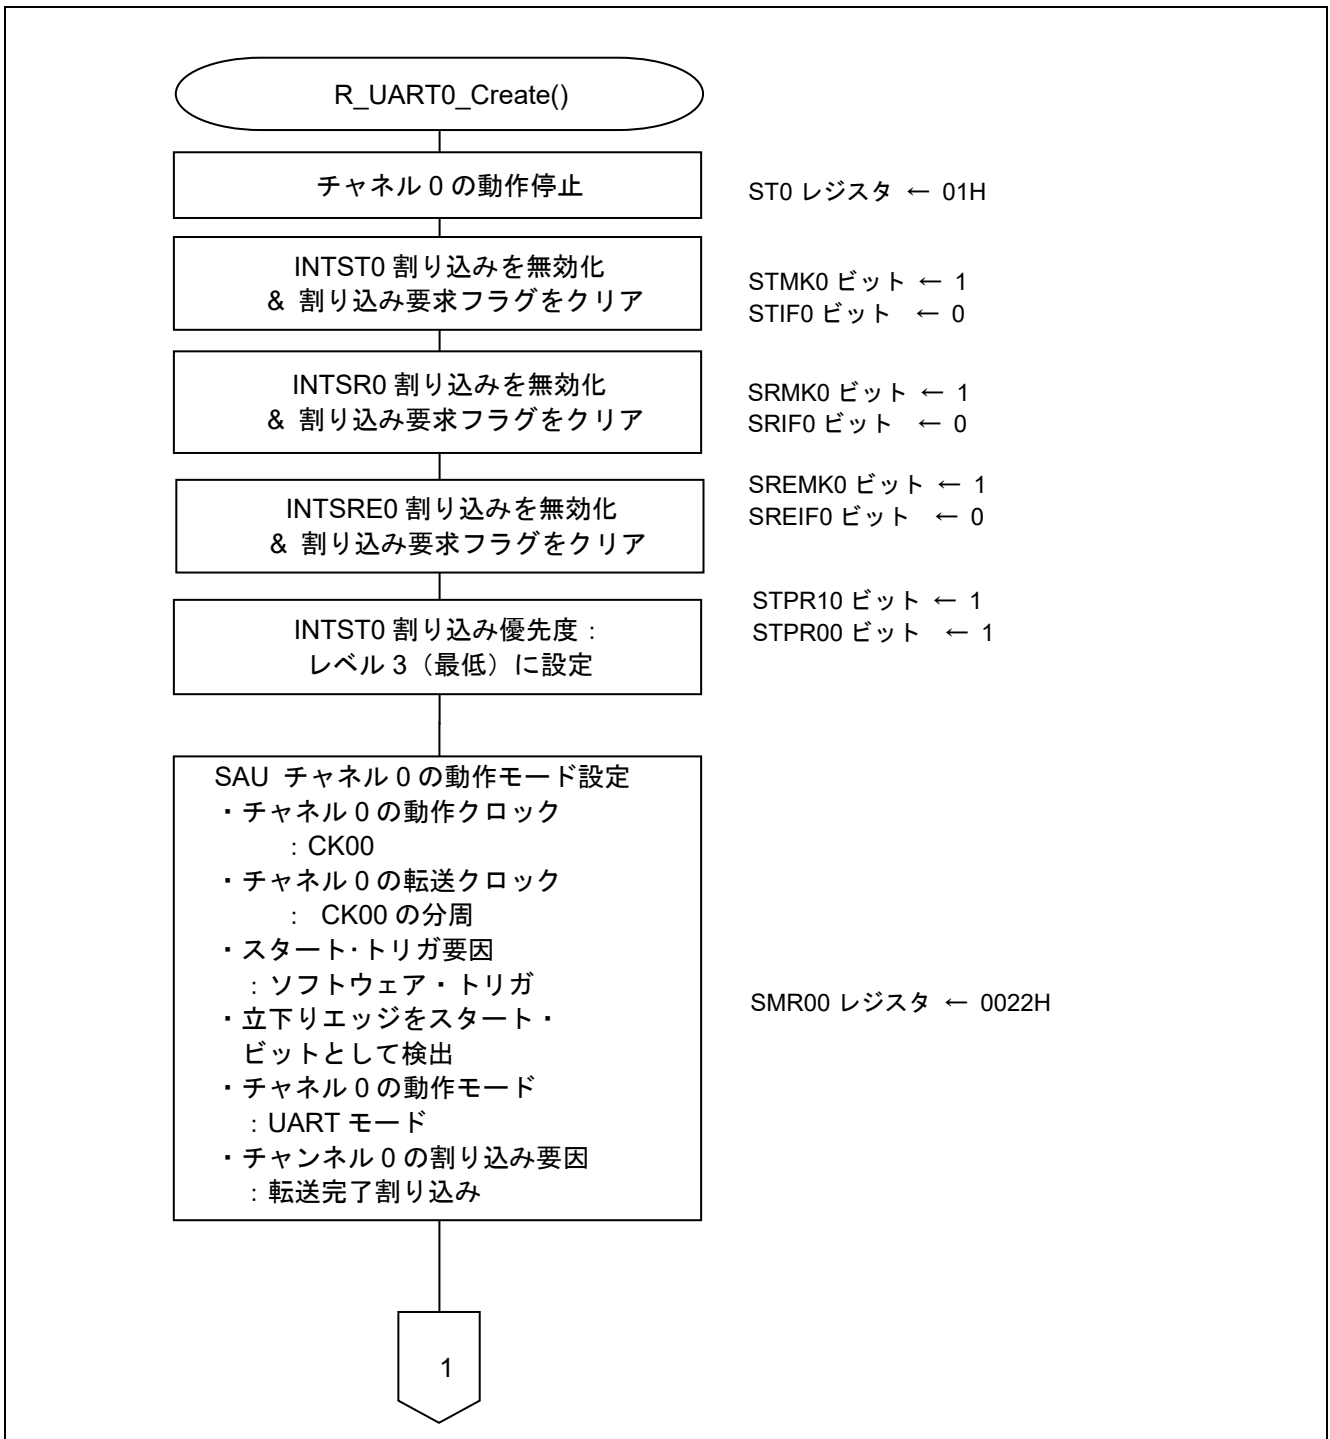 R_UART0_Create()
チャネル 0 の動作停止
ST0 レジスタ ← 01H
INTST0 割り込みを無効化
& 割り込み要求フラグをクリア
STMK0 ビット ← 1
STIF0 ビット ← 0
INTSR0 割り込みを無効化
& 割り込み要求フラグをクリア
SRMK0 ビット ← 1
SRIF0 ビット ← 0
INTSRE0 割り込みを無効化
& 割り込み要求フラグをクリア
SREMK0 ビット ← 1
SREIF0 ビット ← 0
INTST0 割り込み優先度：
レベル 3（最低）に設定
STPR10 ビット ← 1
STPR00 ビット ← 1
SAU チャネル 0 の動作モード設定
・チャネル 0 の動作クロック
：CK00
・チャネル 0 の転送クロック
： CK00 の分周
・スタート･トリガ要因
：ソフトウェア・トリガ
・立下りエッジをスタート・
ビットとして検出
・チャネル 0 の動作モード
：UART モード
・チャンネル 0 の割り込み要因
：転送完了割り込み
SMR00 レジスタ ← 0022H
1